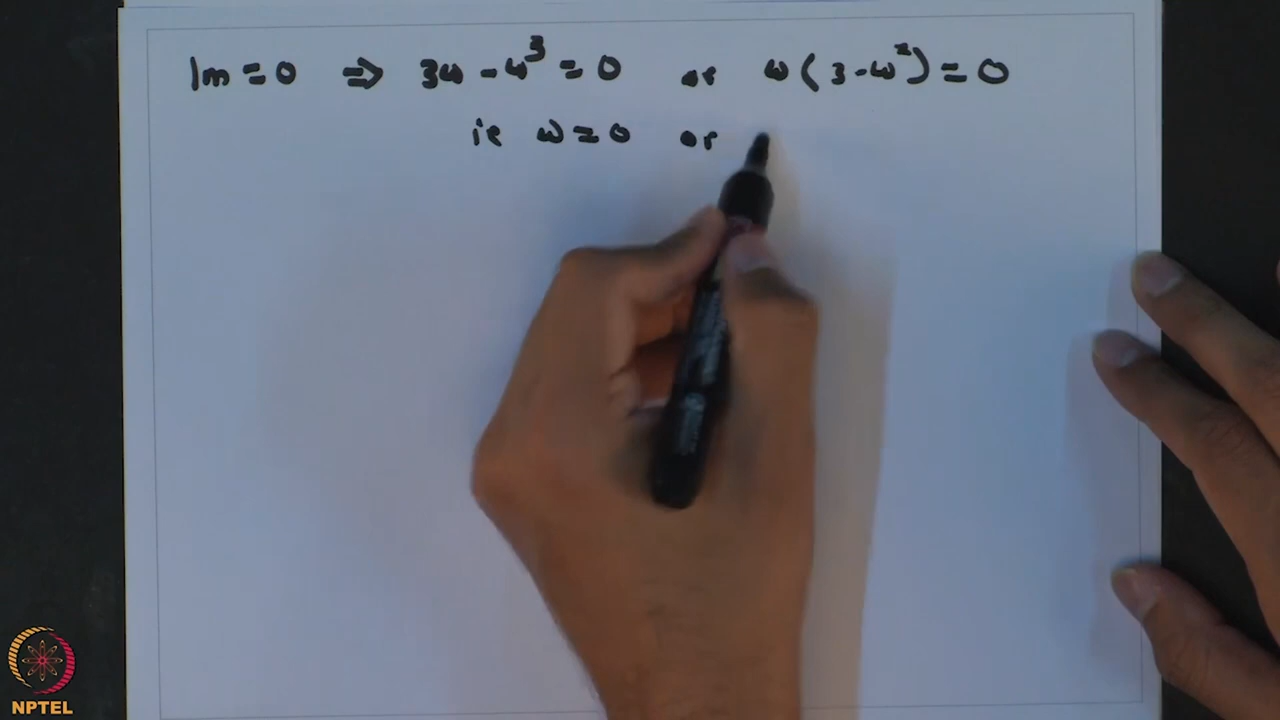 Im = 0 ⇒ 3ω - ω³ = 0 or ω(3-ω²) = 0
ie ω = 0 or
NPTEL